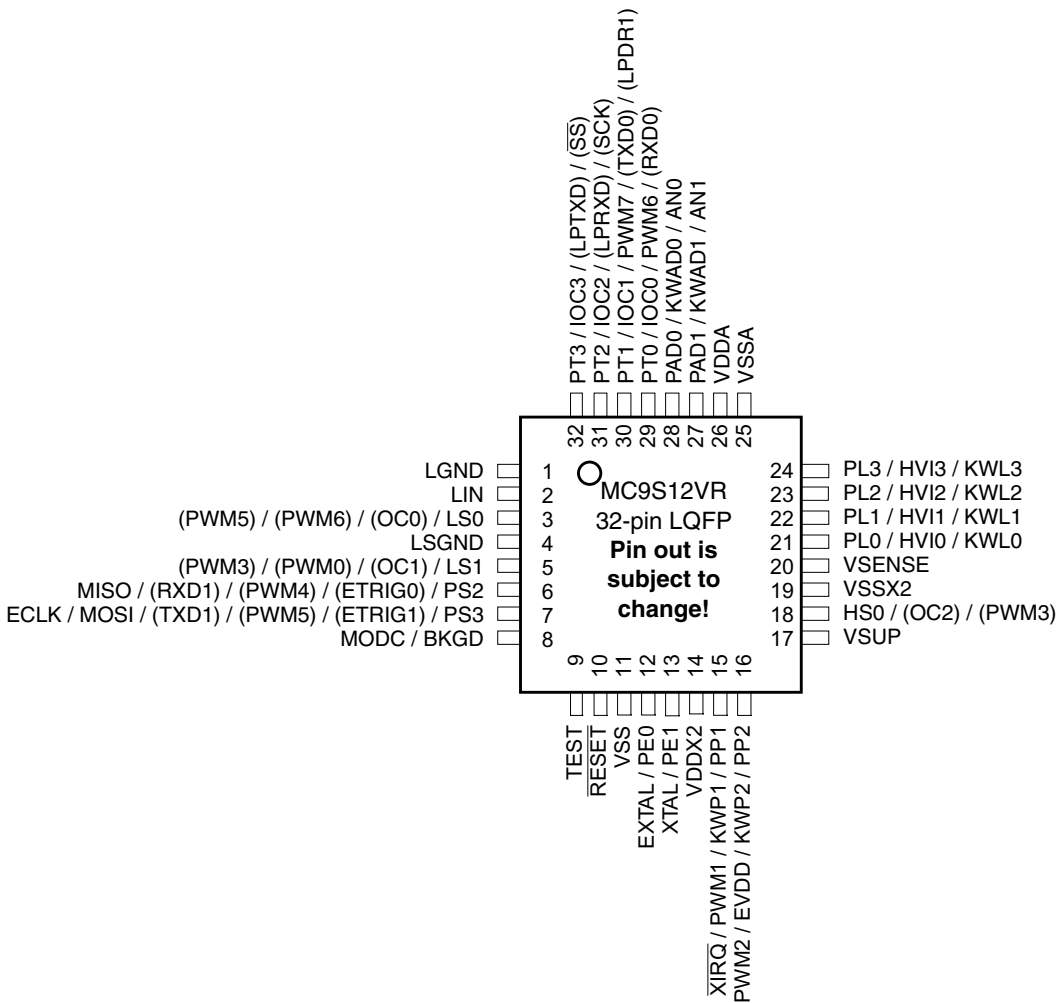 PT3 / IOC3 / (LPTXD) / (S̅S̅)
PT2 / IOC2 / (LPRXD) / (SCK)
PT1 / IOC1 / PWM7 / (TXD0) / (LPDR1)
PT0 / IOC0 / PWM6 / (RXD0)
PAD0 / KWAD0 / AN0
PAD1 / KWAD1 / AN1
VDDA
VSSA
32 31 30 29 28 27 26 25
LGND 1
LIN 2
(PWM5) / (PWM6) / (OC0) / LS0 3
LSGND 4
(PWM3) / (PWM0) / (OC1) / LS1 5
MISO / (RXD1) / (PWM4) / (ETRIG0) / PS2 6
ECLK / MOSI / (TXD1) / (PWM5) / (ETRIG1) / PS3 7
MODC / BKGD 8
MC9S12VR
32-pin LQFP
Pin out is
subject to
change!
24 PL3 / HVI3 / KWL3
23 PL2 / HVI2 / KWL2
22 PL1 / HVI1 / KWL1
21 PL0 / HVI0 / KWL0
20 VSENSE
19 VSSX2
18 HS0 / (OC2) / (PWM3)
17 VSUP
9 10 11 12 13 14 15 16
TEST
R̅E̅S̅E̅T̅
VSS
EXTAL / PE0
XTAL / PE1
VDDX2
X̅I̅R̅Q̅ / PWM1 / KWP1 / PP1
PWM2 / EVDD / KWP2 / PP2